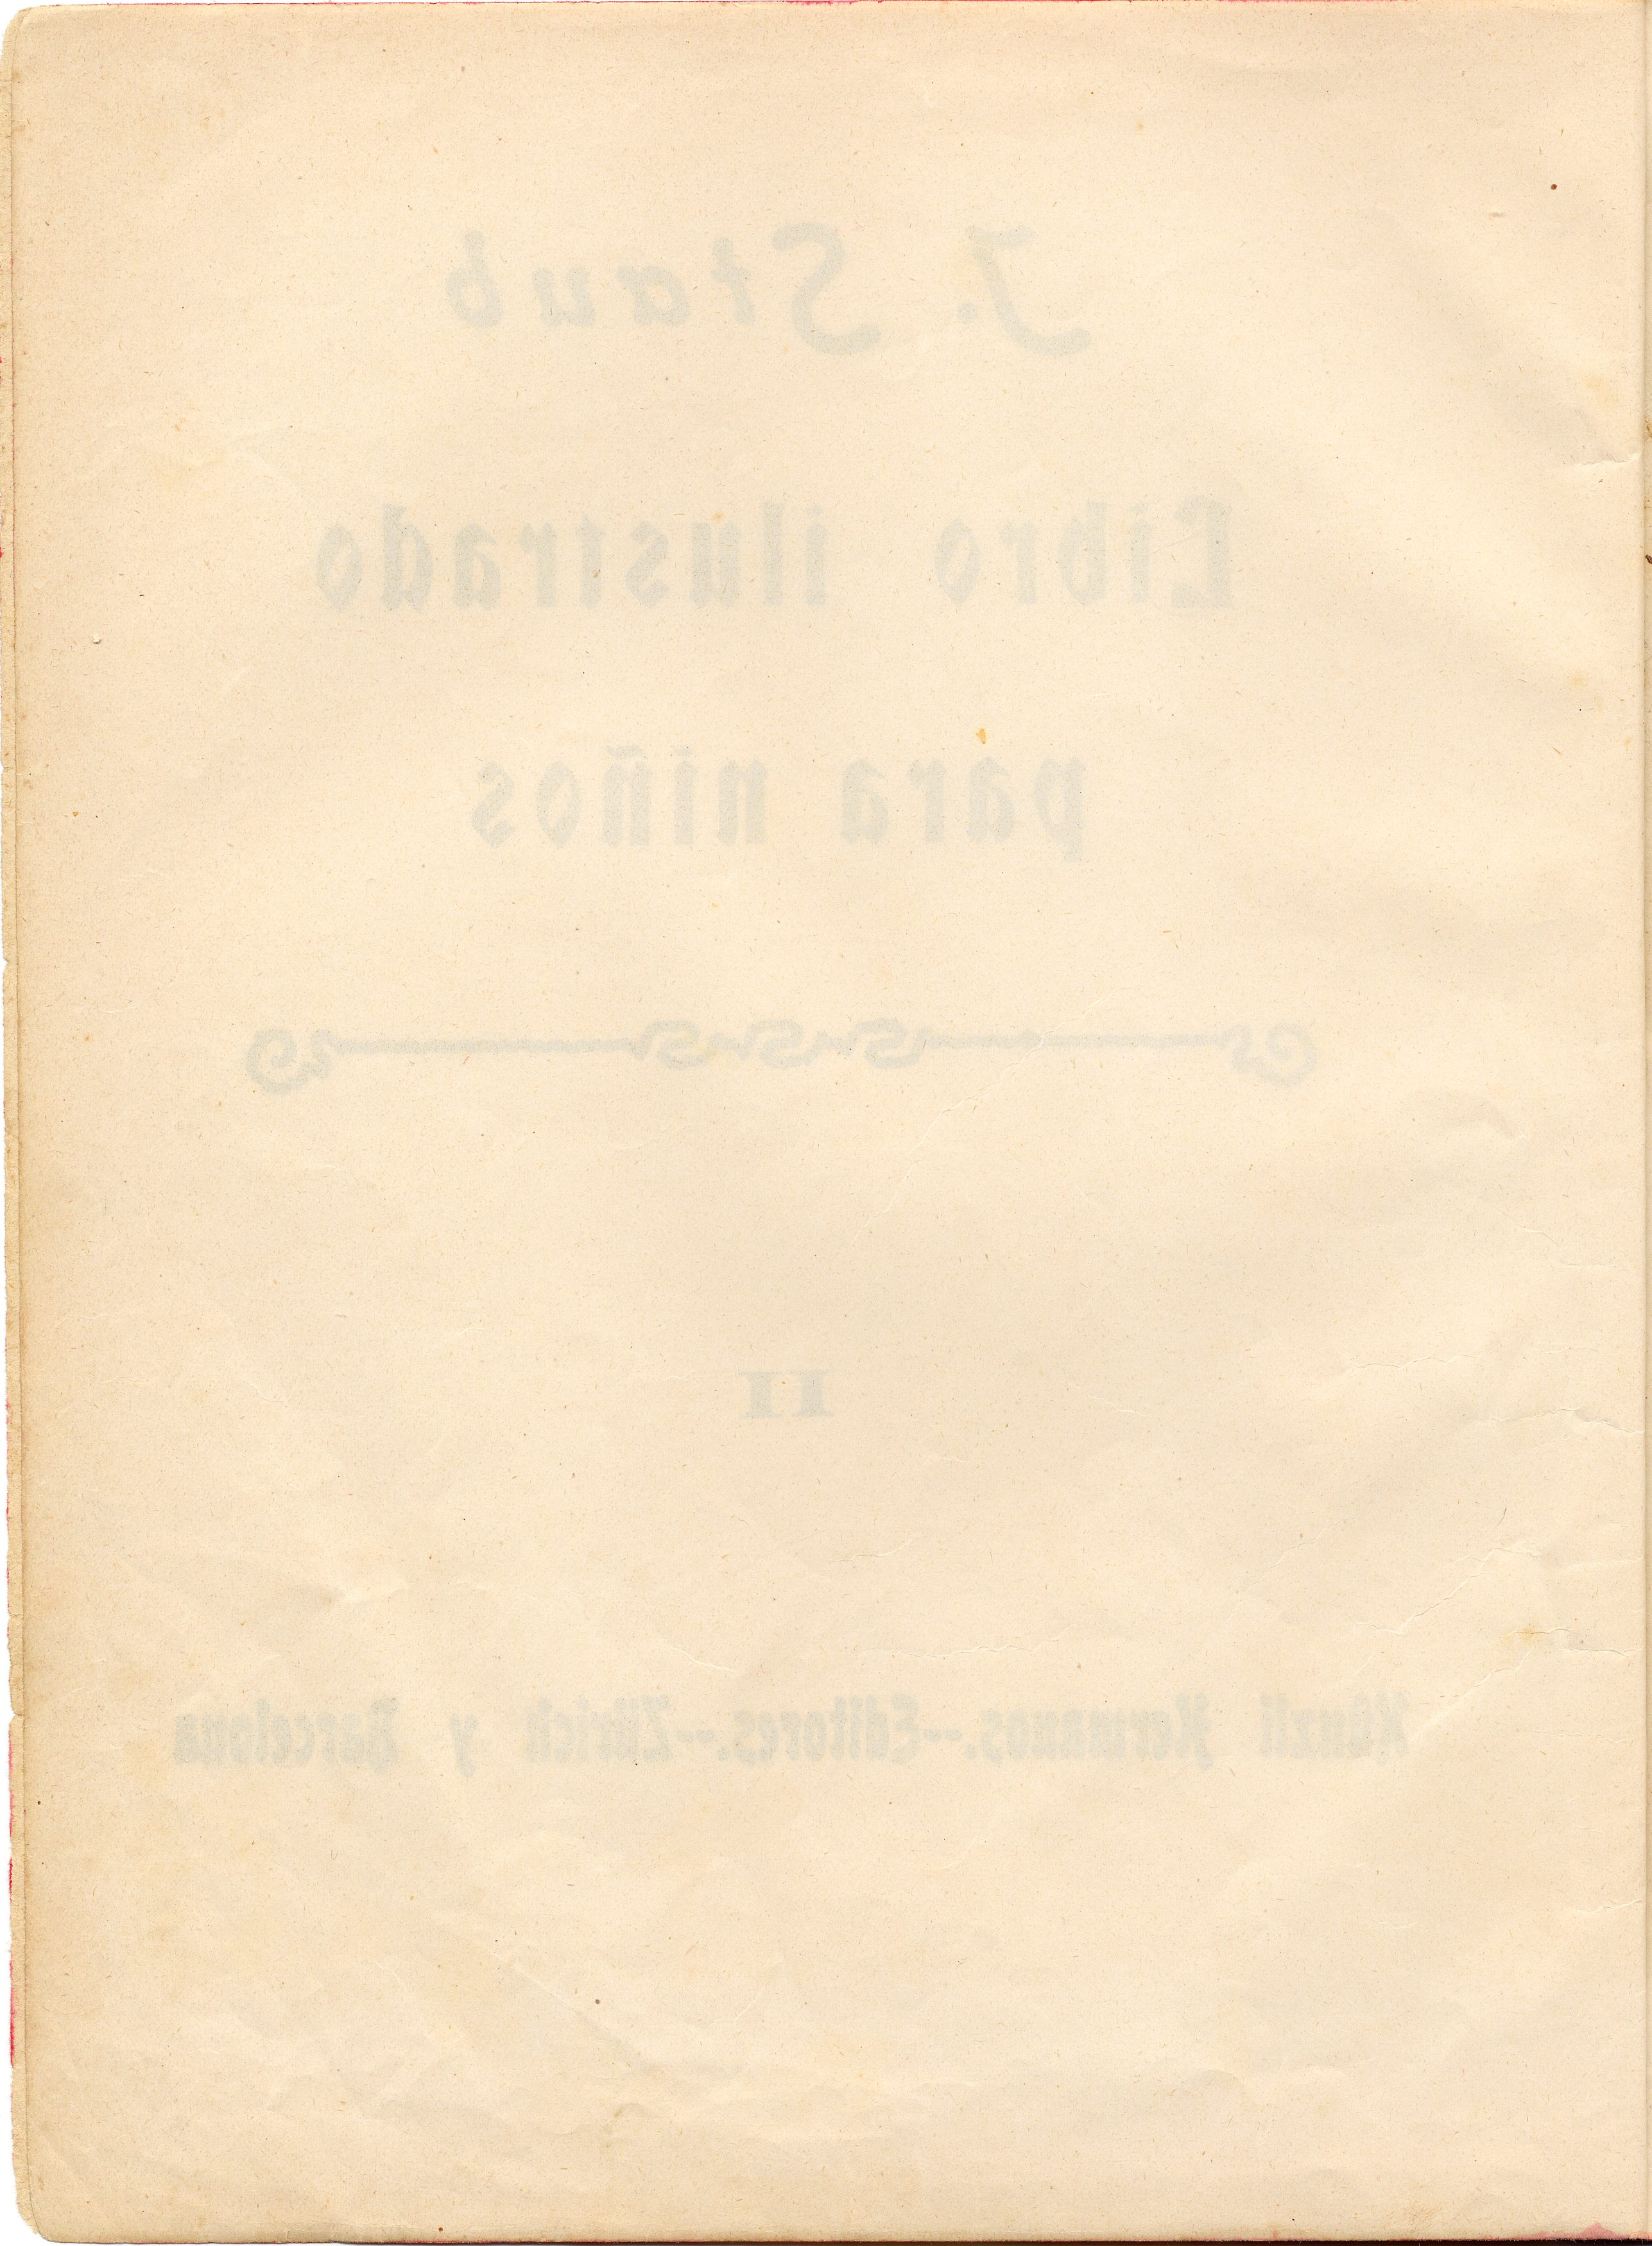 J. Staub
Libro ilustrado
para niños
II
Künzli Hermanos.--Editores.--Zürich y Barcelona